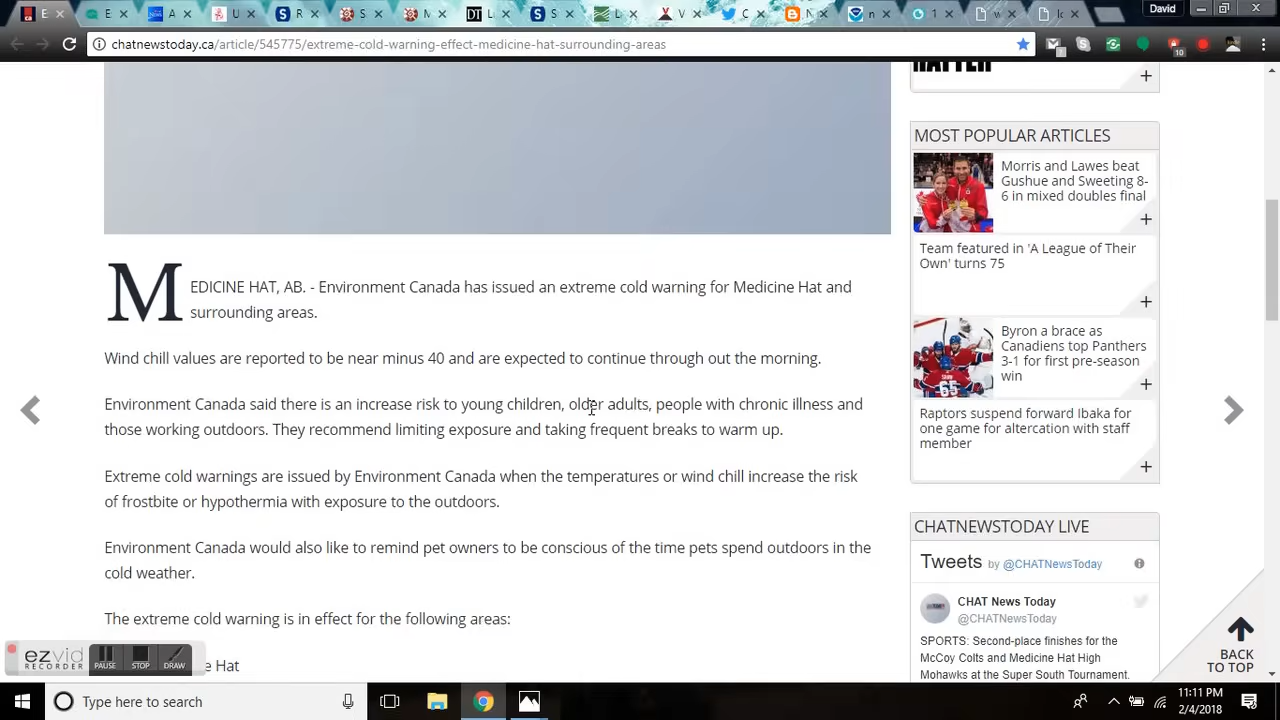 David
chatnewstoday.ca/article/545775/extreme-cold-warning-effect-medicine-hat-surrounding-areas
MEDICINE HAT, AB. - Environment Canada has issued an extreme cold warning for Medicine Hat and
surrounding areas.
Wind chill values are reported to be near minus 40 and are expected to continue through out the morning.
Environment Canada said there is an increase risk to young children, older adults, people with chronic illness and
those working outdoors. They recommend limiting exposure and taking frequent breaks to warm up.
Extreme cold warnings are issued by Environment Canada when the temperatures or wind chill increase the risk
of frostbite or hypothermia with exposure to the outdoors.
Environment Canada would also like to remind pet owners to be conscious of the time pets spend outdoors in the
cold weather.
The extreme cold warning is in effect for the following areas:
Hat
MOST POPULAR ARTICLES
Morris and Lawes beat
Gushue and Sweeting 8-
6 in mixed doubles final
Team featured in 'A League of Their
Own' turns 75
Byron a brace as
Canadiens top Panthers
3-1 for first pre-season
win
Raptors suspend forward Ibaka for
one game for altercation with staff
member
CHATNEWSTODAY LIVE
Tweets by @CHATNewsToday
CHAT News Today
@CHATNewsToday
SPORTS: Second-place finishes for the
McCoy Colts and Medicine Hat High
Mohawks at the Super South Tournament.
BACK
TO TOP
ezvid
RECORDER
PAUSE
STOP
DRAW
Type here to search
11:11 PM
2/4/2018